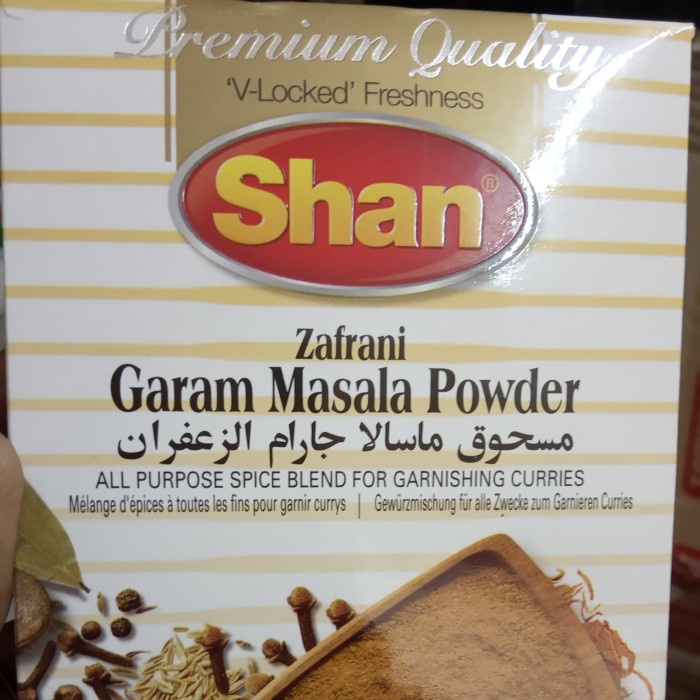 Premium Quality
'V-Locked' Freshness
Shan®
Zafrani
Garam Masala Powder
مسحوق ماسالا جارام الزعفران
ALL PURPOSE SPICE BLEND FOR GARNISHING CURRIES
Mélange d'épices à toutes les fins pour garnir currys | Gewürzmischung für alle Zwecke zum Garnieren Curries